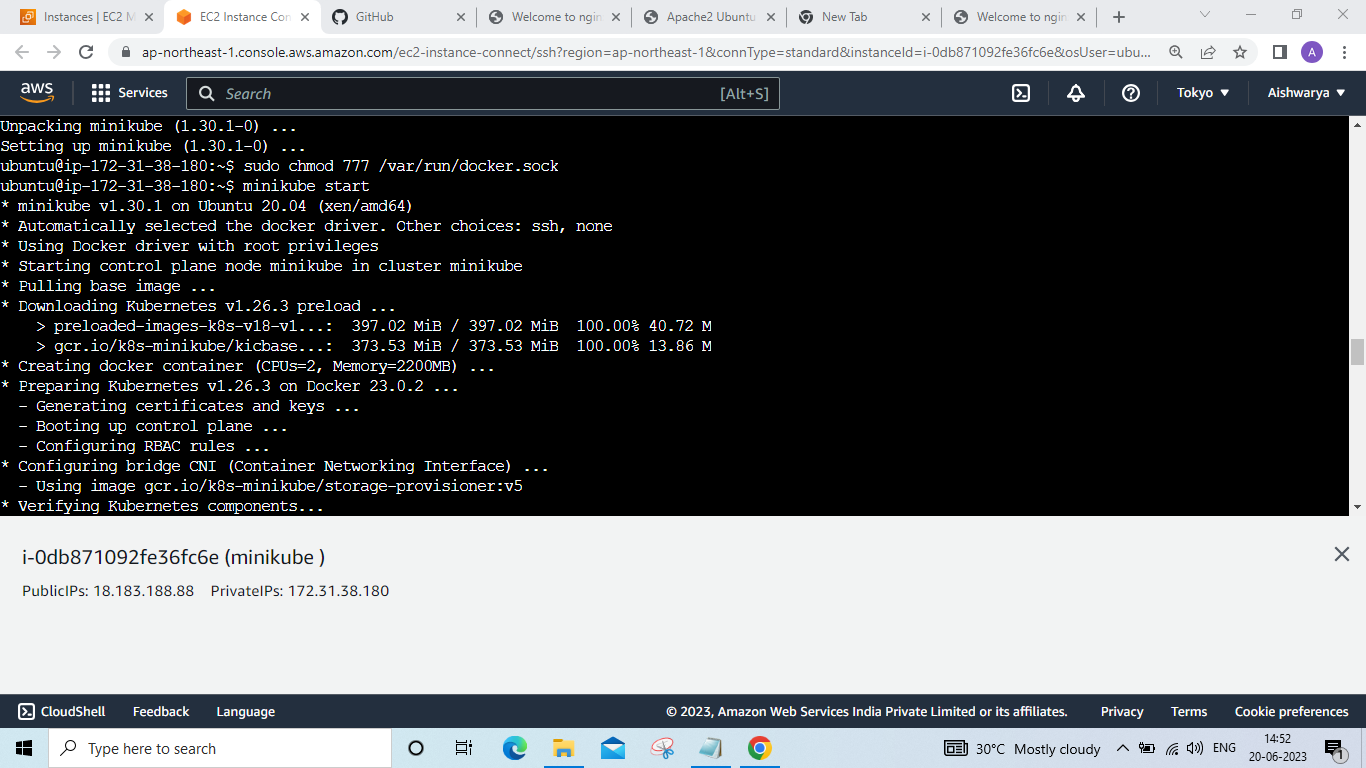 Instances | EC2 M
EC2 Instance Con
GitHub
Welcome to ngin
Apache2 Ubuntu
New Tab
Welcome to ngin
ap-northeast-1.console.aws.amazon.com/ec2-instance-connect/ssh?region=ap-northeast-1&connType=standard&instanceId=i-0db871092fe36fc6e&osUser=ubu...
A
aws
Services
Search
[Alt+S]
Tokyo
Aishwarya
Unpacking minikube (1.30.1-0) ...
Setting up minikube (1.30.1-0) ...
ubuntu@ip-172-31-38-180:~$ sudo chmod 777 /var/run/docker.sock
ubuntu@ip-172-31-38-180:~$ minikube start
* minikube v1.30.1 on Ubuntu 20.04 (xen/amd64)
* Automatically selected the docker driver. Other choices: ssh, none
* Using Docker driver with root privileges
* Starting control plane node minikube in cluster minikube
* Pulling base image ...
* Downloading Kubernetes v1.26.3 preload ...
    > preloaded-images-k8s-v18-v1...:  397.02 MiB / 397.02 MiB  100.00% 40.72 M
    > gcr.io/k8s-minikube/kicbase...:  373.53 MiB / 373.53 MiB  100.00% 13.86 M
* Creating docker container (CPUs=2, Memory=2200MB) ...
* Preparing Kubernetes v1.26.3 on Docker 23.0.2 ...
  - Generating certificates and keys ...
  - Booting up control plane ...
  - Configuring RBAC rules ...
* Configuring bridge CNI (Container Networking Interface) ...
  - Using image gcr.io/k8s-minikube/storage-provisioner:v5
* Verifying Kubernetes components...
i-0db871092fe36fc6e (minikube )
PublicIPs: 18.183.188.88 PrivateIPs: 172.31.38.180
CloudShell
Feedback
Language
© 2023, Amazon Web Services India Private Limited or its affiliates.
Privacy
Terms
Cookie preferences
Type here to search
30°C Mostly cloudy
ENG
14:52
20-06-2023
1